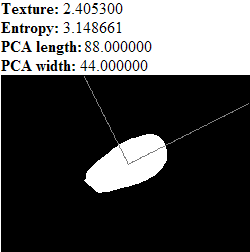 Texture: 2.405300
Entropy: 3.148661
PCA length: 88.000000
PCA width: 44.000000